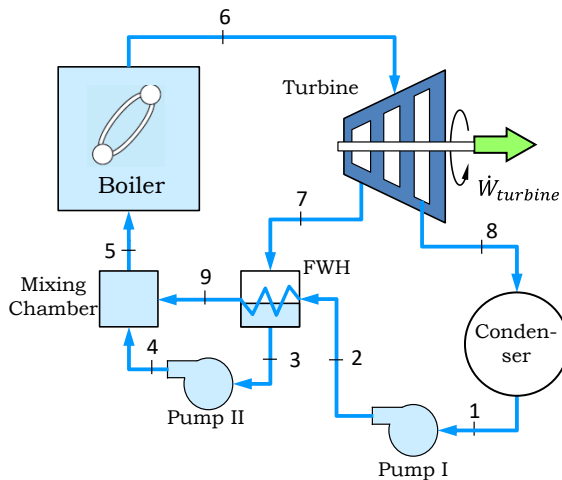 6
Turbine
Boiler
Ẇturbine
7
8
5
FWH
9
Mixing
Chamber
Conden-
ser
4
3
2
1
Pump II
Pump I